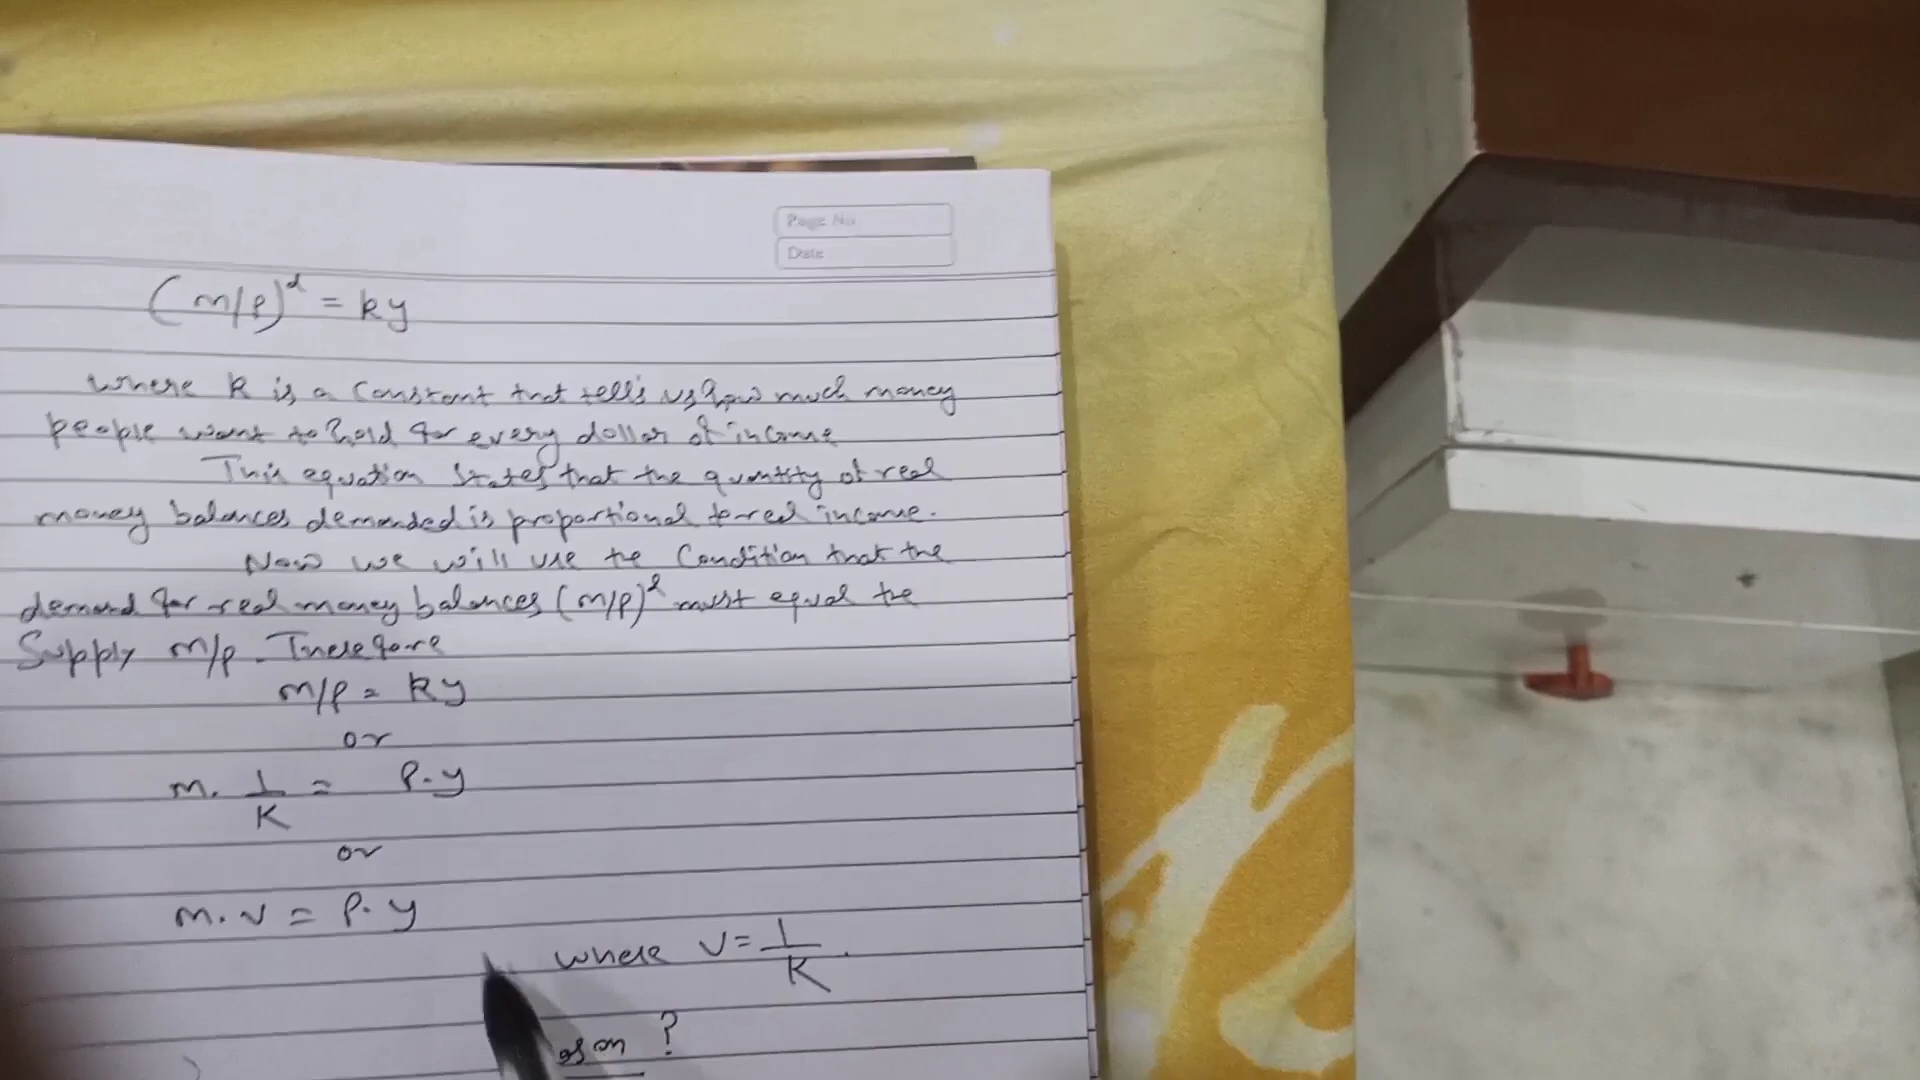 Page No.
Date
(m/p)^d = ky
where k is a constant that tells us how much money
people want to hold for every dollar of income
This equation states that the quantity of real
money balances demanded is proportional to real income.
Now we will use the condition that the
demand for real money balances (m/p)^d must equal the
Supply m/p. Therefore
m/p = ky
or
m. 1/K = P.y
or
m.v = P.y
where v = 1/K.
?